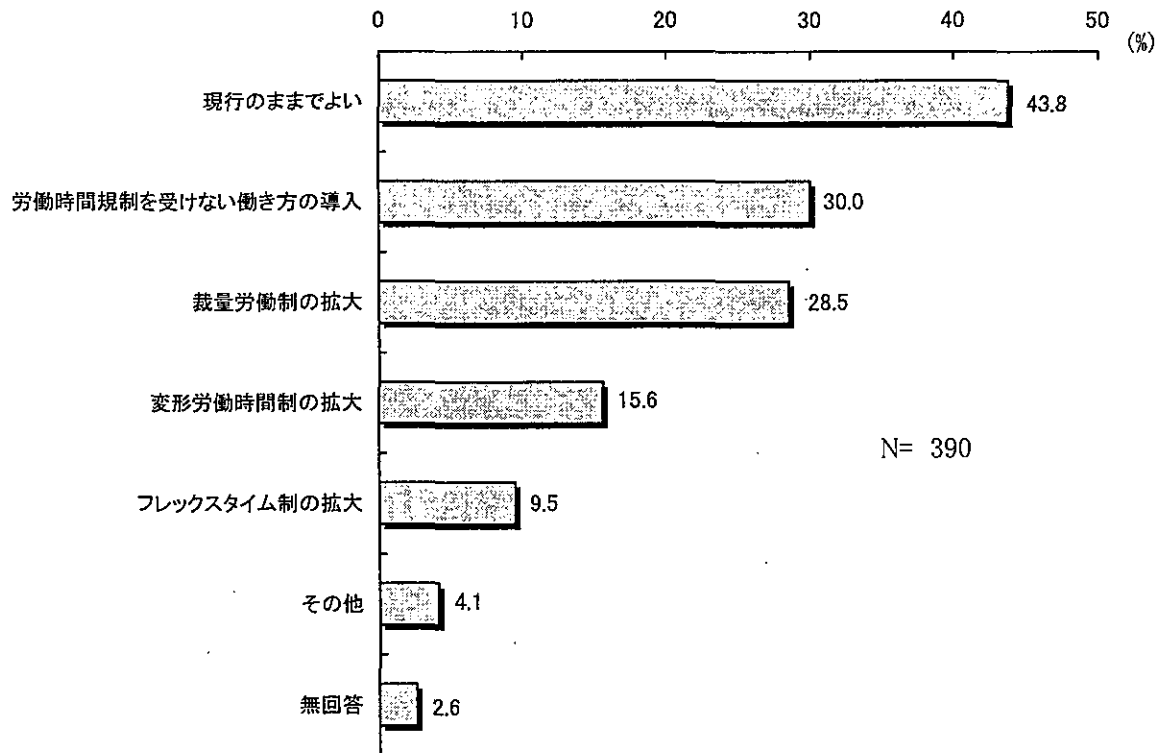 0 10 20 30 40 50
(%)
現行のままでよい 43.8
労働時間規制を受けない働き方の導入 30.0
裁量労働制の拡大 28.5
変形労働時間制の拡大 15.6
N= 390
フレックスタイム制の拡大 9.5
その他 4.1
無回答 2.6